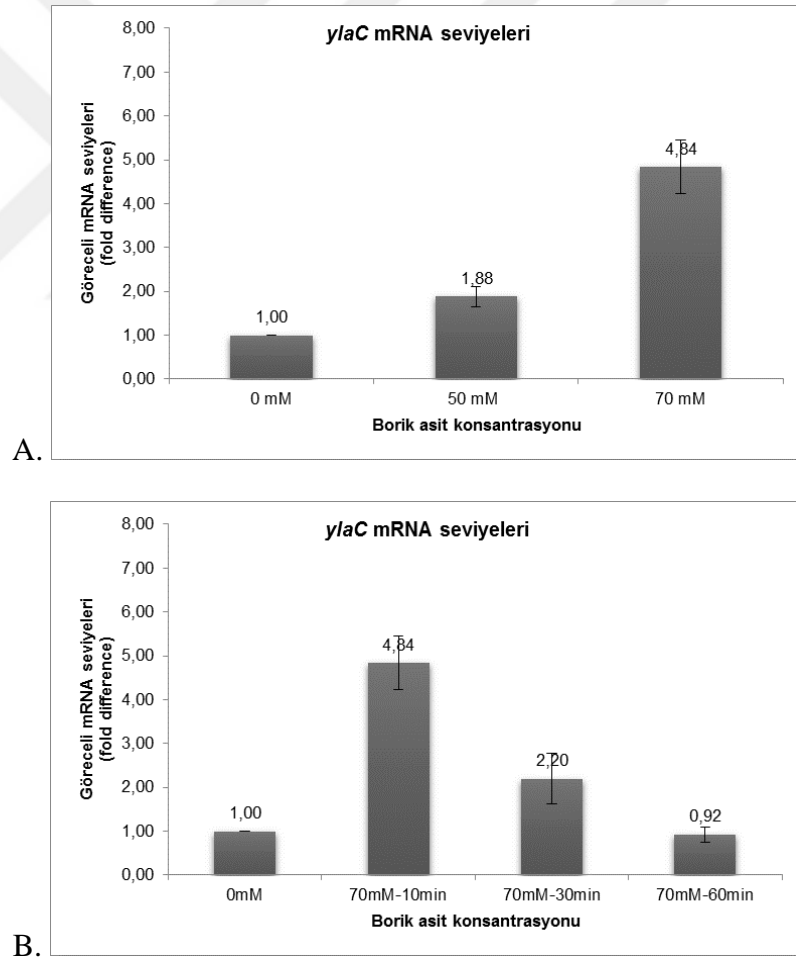 ylaC mRNA seviyeleri
Göreceli mRNA seviyeleri
(fold difference)
8,00
7,00
6,00
5,00
4,00
3,00
2,00
1,00
0,00
1,00
1,88
4,84
0 mM 50 mM 70 mM
Borik asit konsantrasyonu
A.
ylaC mRNA seviyeleri
Göreceli mRNA seviyeleri
(fold difference)
8,00
7,00
6,00
5,00
4,00
3,00
2,00
1,00
0,00
1,00
4,84
2,20
0,92
0mM 70mM-10min 70mM-30min 70mM-60min
Borik asit konsantrasyonu
B.